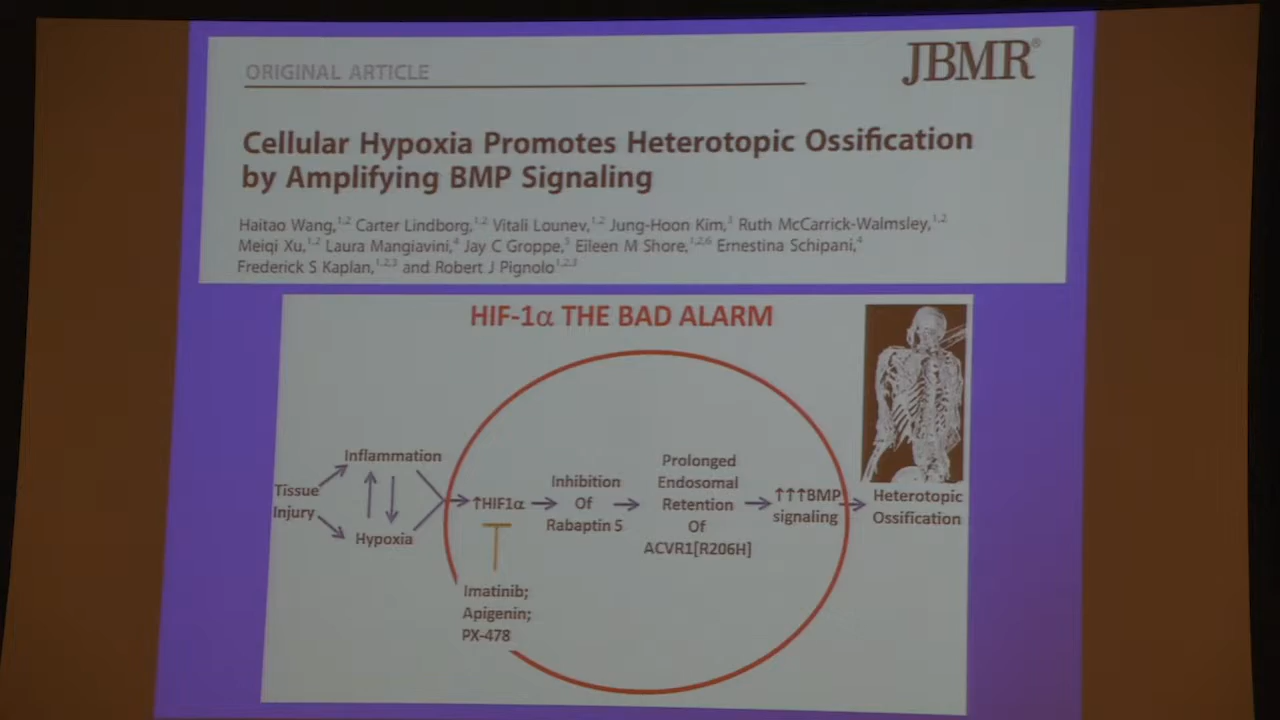 ORIGINAL ARTICLE
JBMR®
Cellular Hypoxia Promotes Heterotopic Ossification
by Amplifying BMP Signaling
Haitao Wang,1,2 Carter Lindborg,1,2 Vitali Lounev,1,2 Jung-Hoon Kim,3 Ruth McCarrick-Walmsley,1,2
Meiqi Xu,1,2 Laura Mangiavini,4 Jay C Groppe,5 Eileen M Shore,1,2,6 Ernestina Schipani,4
Frederick S Kaplan,1,2,3 and Robert J Pignolo1,2,3
HIF-1α THE BAD ALARM
Tissue
Injury
Inflammation
Hypoxia
↑HIF1α
Imatinib;
Apigenin;
PX-478
Inhibition
Of
Rabaptin 5
Prolonged
Endosomal
Retention
Of
ACVR1[R206H]
↑↑↑BMP
signaling
Heterotopic
Ossification